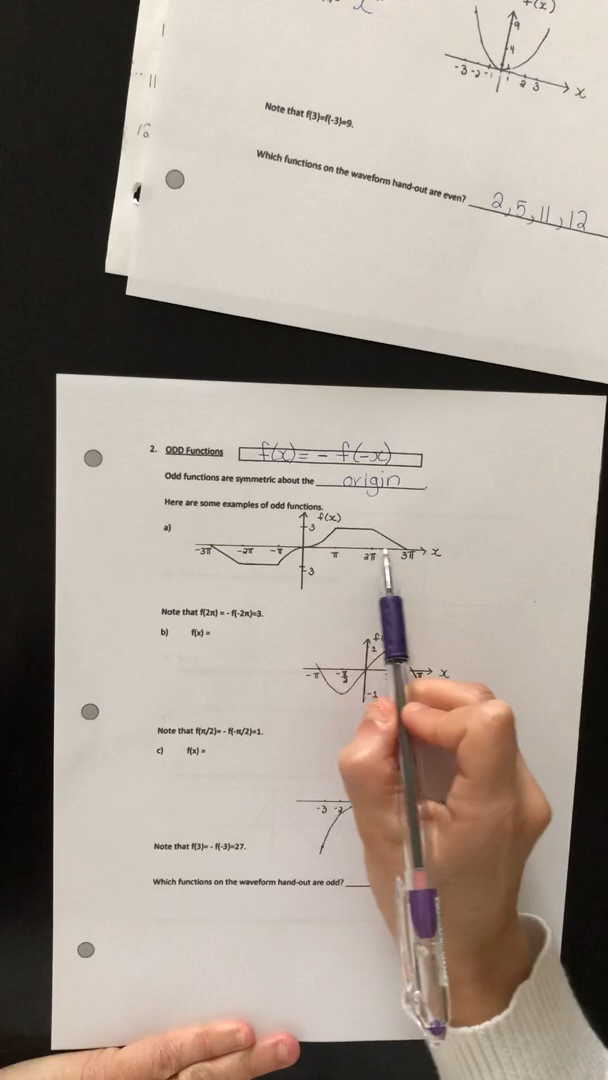 f(x)
9
4
-3 -2 -1 1 2 3 x
Note that f(3)=f(-3)=9.
Which functions on the waveform hand-out are even? 2, 5, 11, 12
11
2. ODD Functions f(x) = - f(-x)
Odd functions are symmetric about the origin.
Here are some examples of odd functions.
a)
f(x)
3
-3π -2π -π π 2π 3π x
-3
Note that f(2π) = - f(-2π)=3.
b) f(x) =
1
-π -π/2 π x
-1
Note that f(π/2)= - f(-π/2)=1.
c) f(x) =
-3 -2
Note that f(3)= - f(-3)=27.
Which functions on the waveform hand-out are odd?